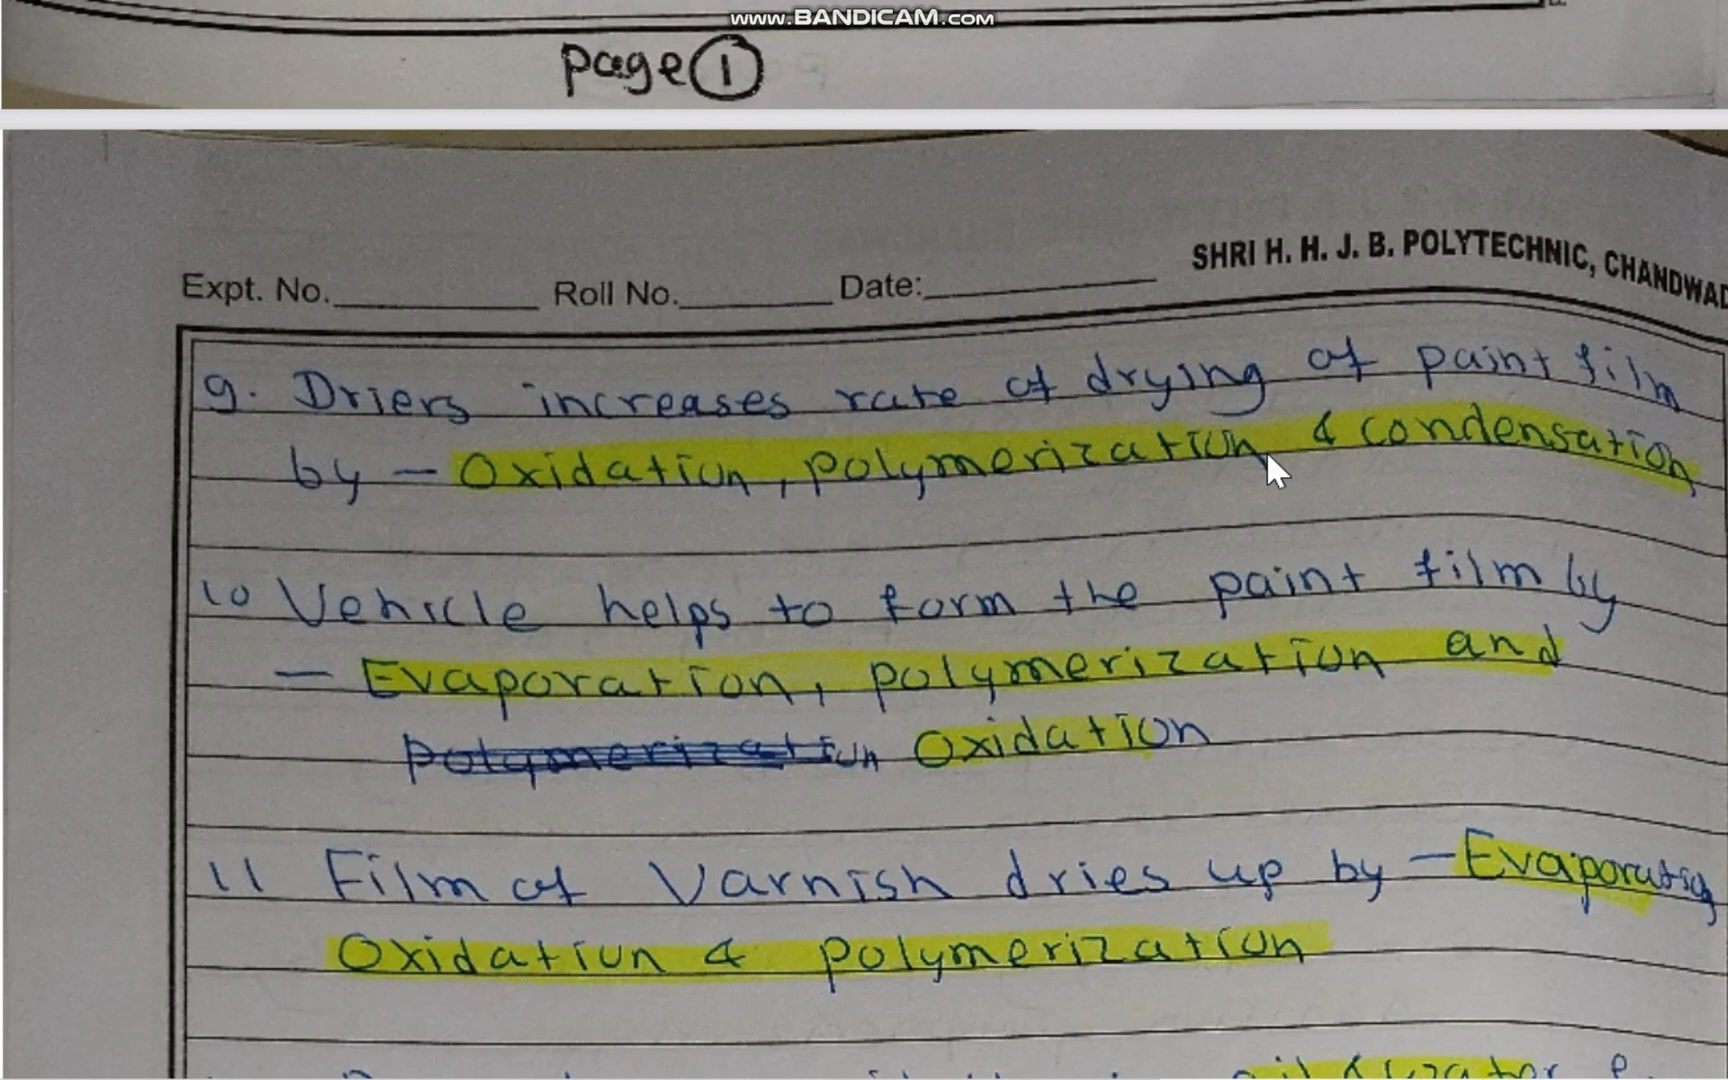 www.BANDICAM.com
page 1
SHRI H. H. J. B. POLYTECHNIC, CHANDWAD
Expt. No. Roll No. Date:
9. Driers increases rate of drying of paint film
by – Oxidation, polymerization & condensation
10 Vehicle helps to form the paint film by
– Evaporation, polymerization and
polymerization Oxidation
11 Film of Varnish dries up by – Evaporation
Oxidation & polymerization